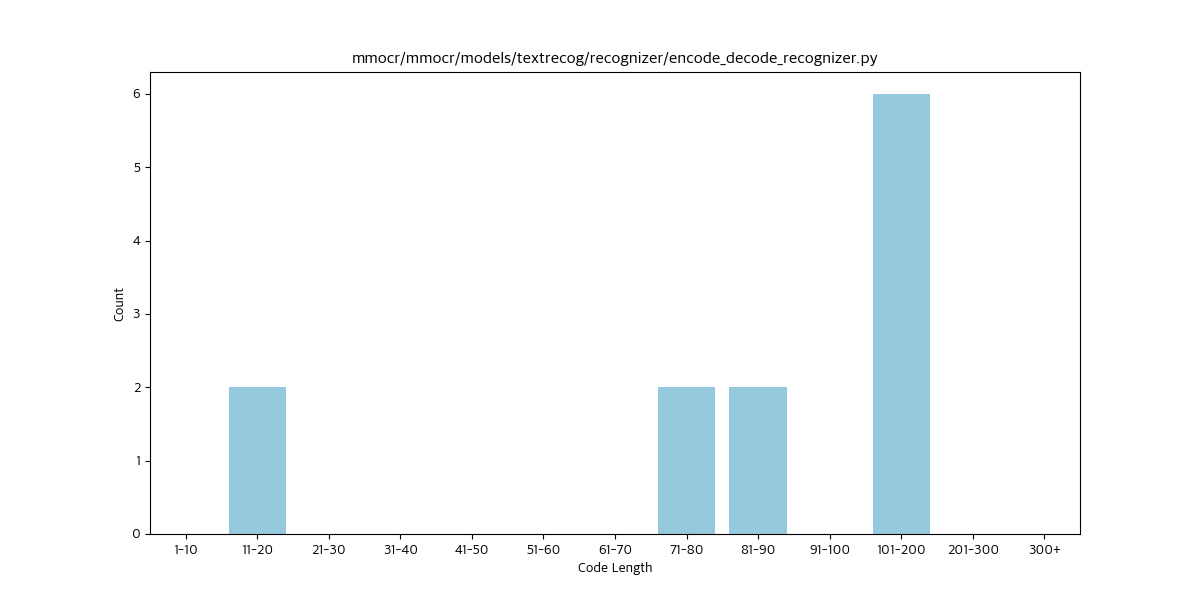 mmocr/mmocr/models/textrecog/recognizer/encode_decode_recognizer.py
6
5
4
3
2
1
0
Count
1-10 11-20 21-30 31-40 41-50 51-60 61-70 71-80 81-90 91-100 101-200 201-300 300+
Code Length